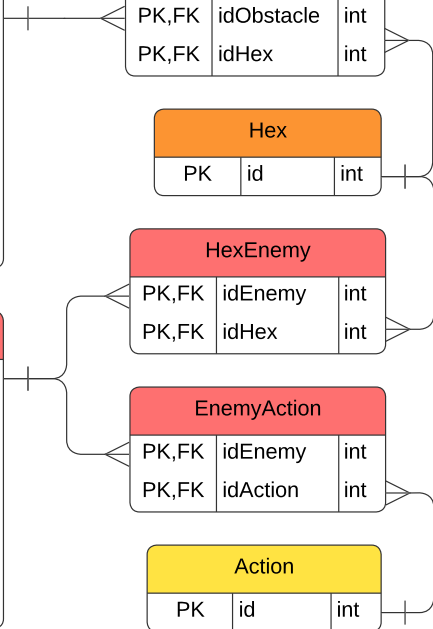 PK,FK idObstacle int
PK,FK idHex int
Hex
PK id int
HexEnemy
PK,FK idEnemy int
PK,FK idHex int
EnemyAction
PK,FK idEnemy int
PK,FK idAction int
Action
PK id int